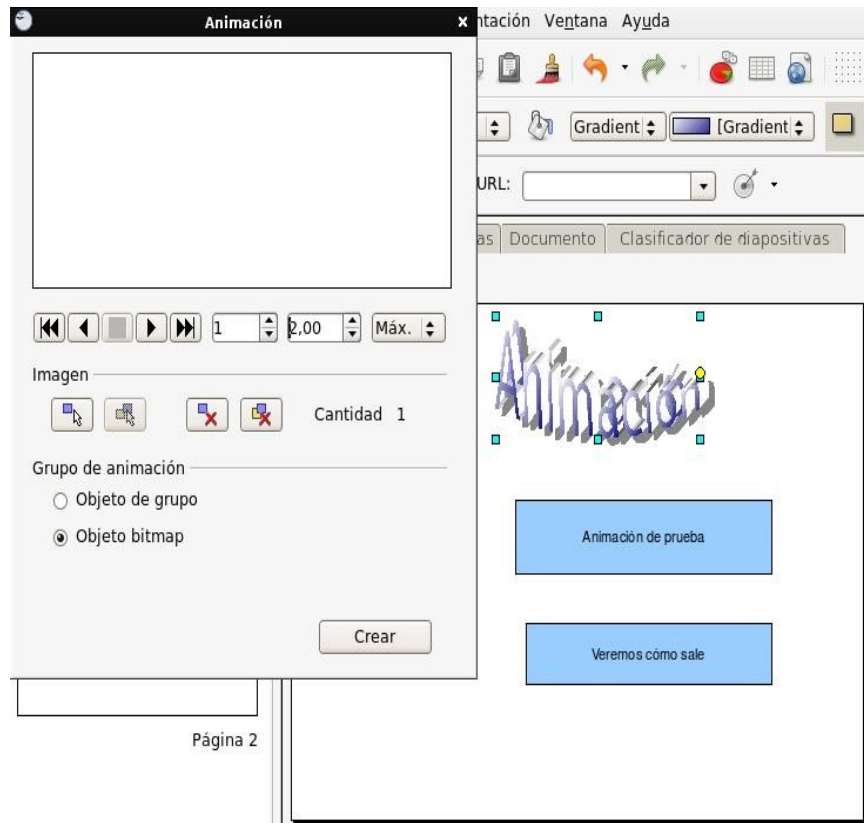 Animación
ntación Ventana Ayuda
Gradient [Gradient
URL:
as Documento Clasificador de diapositivas
1 2,00 Máx.
Imagen
Cantidad 1
Grupo de animación
Objeto de grupo
Objeto bitmap
Crear
Animación
Animación de prueba
Veremos cómo sale
Página 2